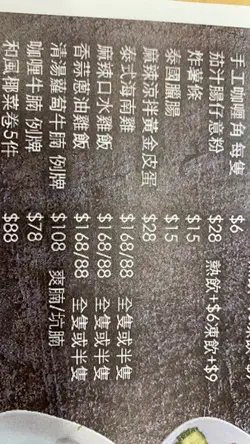 手工咖喱角 每隻 $6
茄汁腸仔意粉 $28 熱飲+$6凍飲+$9
炸薯條 $15
泰國臘腸 $15
麻辣涼拌黃金皮蛋 $28
泰式海南雞 $168/88 全隻或半隻
麻辣口水雞飯 $168/88 全隻或半隻
香蒜蔥油雞飯 $168/88 全隻或半隻
清湯蘿蔔牛腩 例牌 $108 爽腩/坑腩
咖喱牛腩 例牌 $78
和風椰菜卷5件 $88